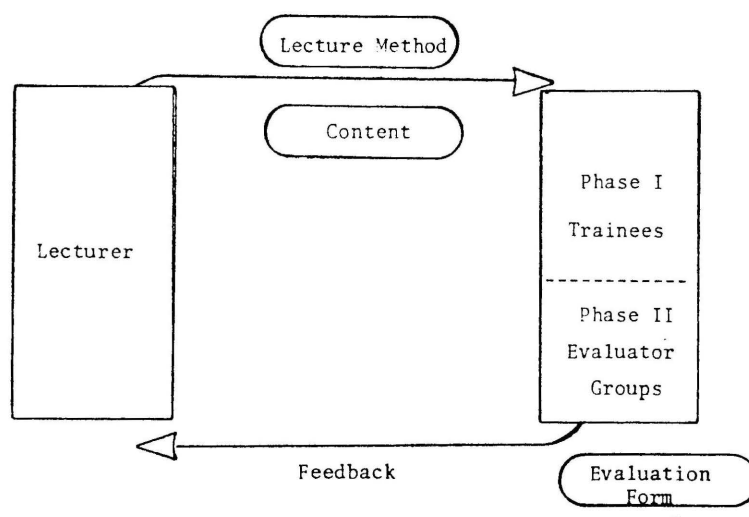 Lecture Method
Content
Lecturer
Phase I
Trainees
Phase II
Evaluator
Groups
Feedback
Evaluation
Form